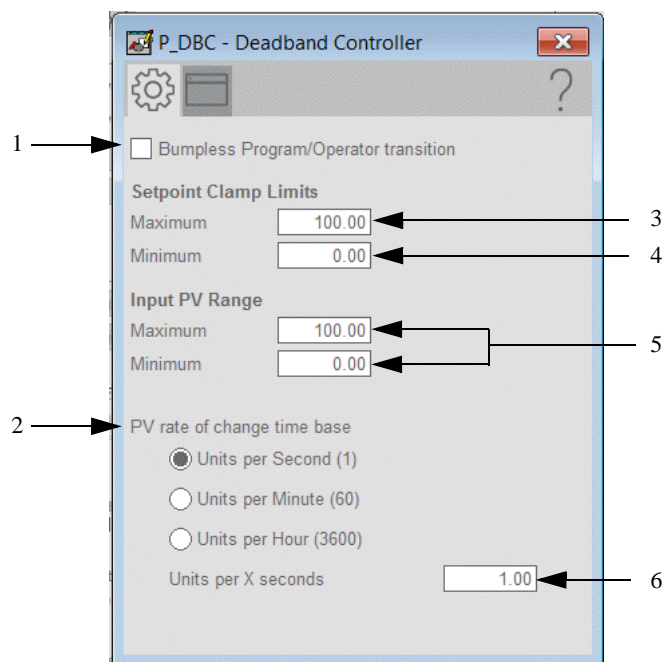 P_DBC - Deadband Controller
?
1
Bumpless Program/Operator transition
Setpoint Clamp Limits
Maximum 100.00 3
Minimum 0.00 4
Input PV Range
Maximum 100.00
5
Minimum 0.00
2 PV rate of change time base
Units per Second (1)
Units per Minute (60)
Units per Hour (3600)
Units per X seconds 1.00 6